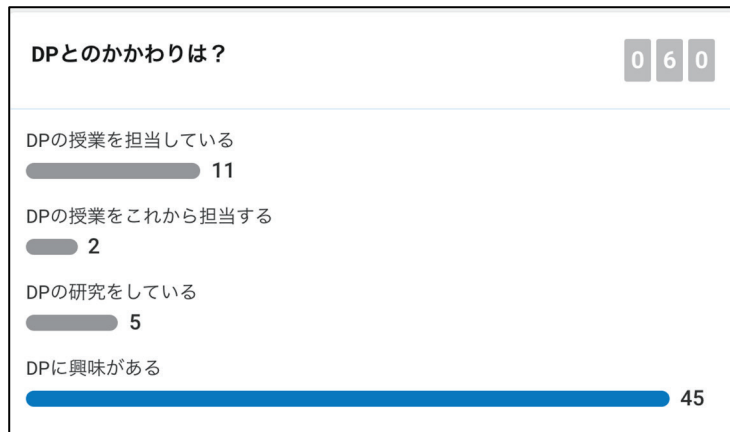 DPとのかかわりは？
0 6 0
DPの授業を担当している
11
DPの授業をこれから担当する
2
DPの研究をしている
5
DPに興味がある
45